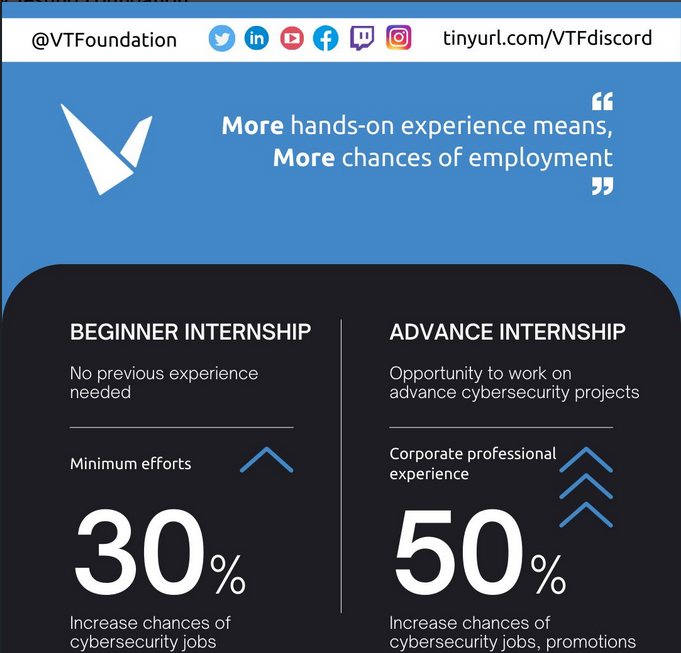 @VTFoundation
tinyurl.com/VTFdiscord
“
More hands-on experience means,
More chances of employment
”
BEGINNER INTERNSHIP
No previous experience
needed
Minimum efforts
30%
Increase chances of
cybersecurity jobs
ADVANCE INTERNSHIP
Opportunity to work on
advance cybersecurity projects
Corporate professional
experience
50%
Increase chances of
cybersecurity jobs, promotions